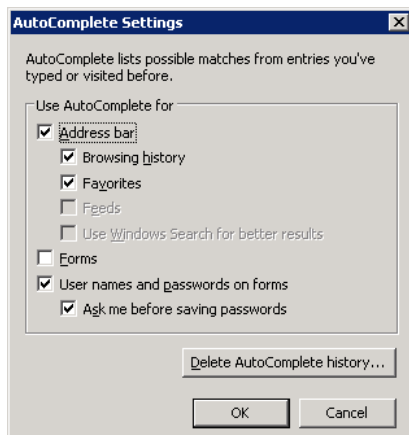 AutoComplete Settings
AutoComplete lists possible matches from entries you've
typed or visited before.
Use AutoComplete for
Address bar
Browsing history
Favorites
Feeds
Use Windows Search for better results
Forms
User names and passwords on forms
Ask me before saving passwords
Delete AutoComplete history...
OK
Cancel